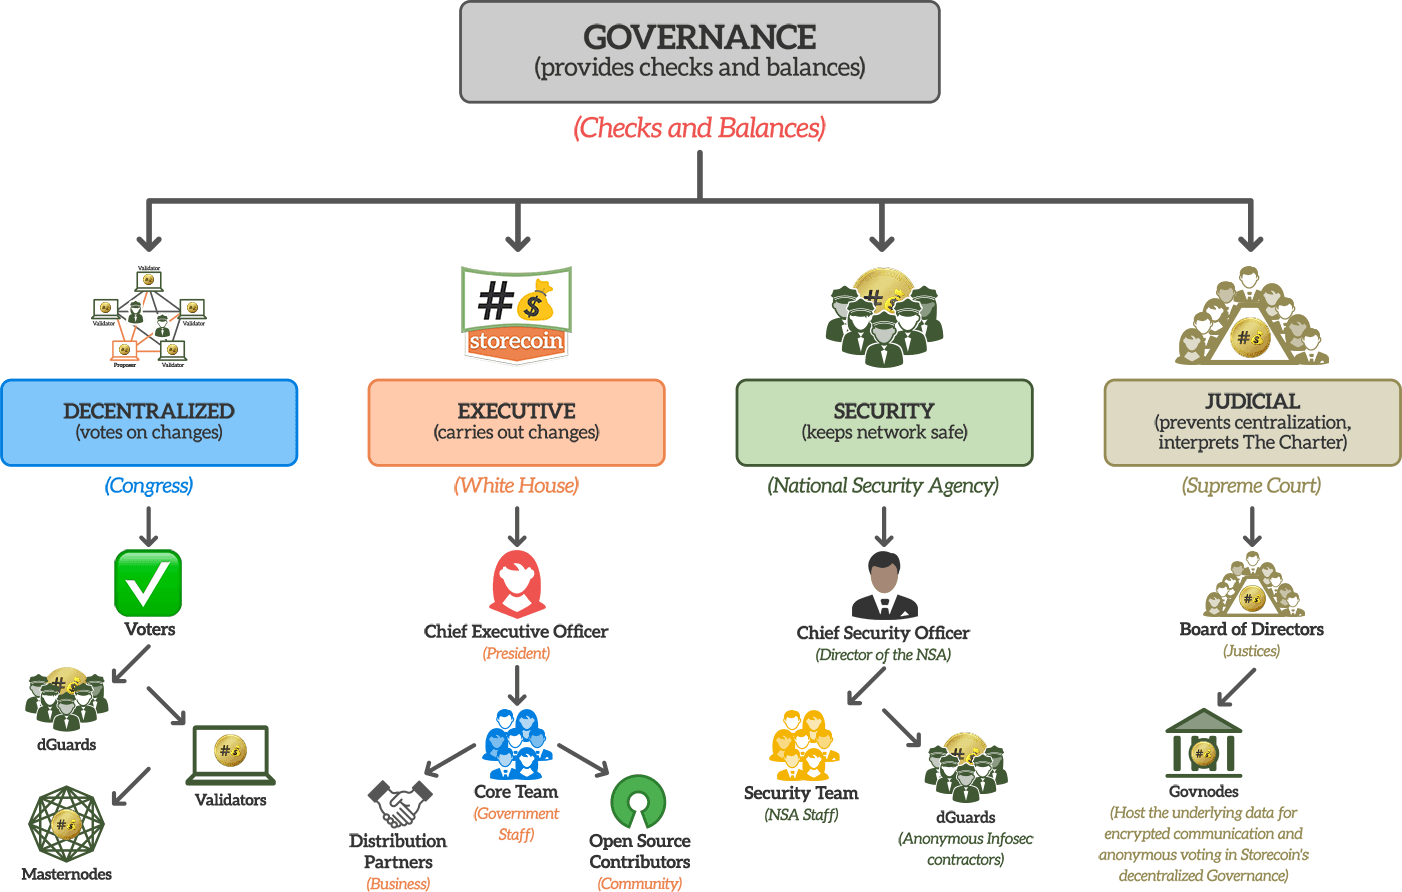 GOVERNANCE
(provides checks and balances)
(Checks and Balances)
Validator
Validator
Validator
Proposer
Validator
#
$
storecoin
#$
DECENTRALIZED
(votes on changes)
(Congress)
EXECUTIVE
(carries out changes)
(White House)
SECURITY
(keeps network safe)
(National Security Agency)
JUDICIAL
(prevents centralization,
interprets The Charter)
(Supreme Court)
Voters
dGuards
#$
Validators
#$
Masternodes
Chief Executive Officer
(President)
Core Team
(Government
Staff)
Distribution
Partners
(Business)
Open Source
Contributors
(Community)
Chief Security Officer
(Director of the NSA)
Security Team
(NSA Staff)
dGuards
(Anonymous Infosec
contractors)
#$
Board of Directors
(Justices)
#$
Govnodes
(Host the underlying data for
encrypted communication and
anonymous voting in Storecoin's
decentralized Governance)